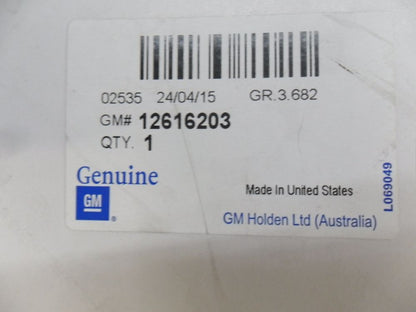 02535 24/04/15 GR.3.682
GM# 12616203
QTY. 1
Genuine
GM ®
Made In United States
GM Holden Ltd (Australia)
L069049